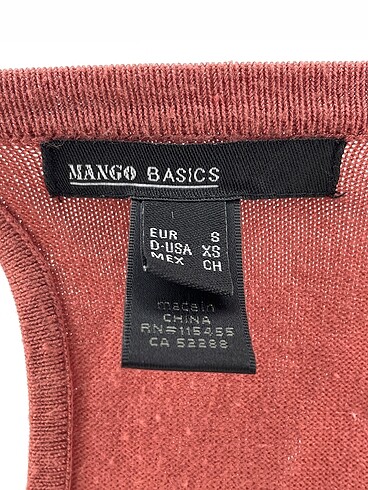 MANGO BASICS
EUR S
D-USA XS
MEX CH
made in
CHINA
RN=115455
CA 52288